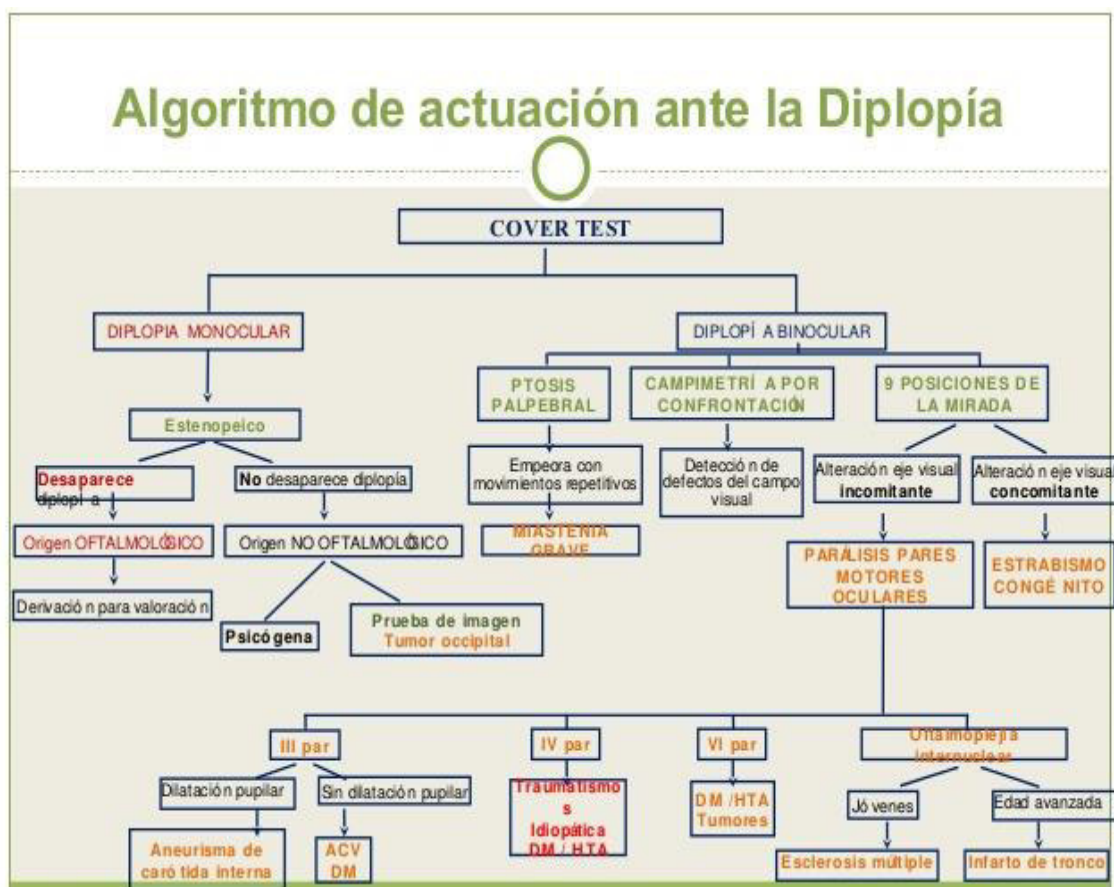 Algoritmo de actuación ante la Diplopía
COVER TEST
DIPLOPIA MONOCULAR
DIPLOPÍA BINOCULAR
PTOSIS
PALPEBRAL
CAMPIMETRÍA POR
CONFRONTACIÓN
9 POSICIONES DE
LA MIRADA
Estenopeico
Desaparece
diplopía
No desaparece diplopía
Empeora con
movimientos repetitivos
Detección de
defectos del campo
visual
Alteración eje visual
incomitante
Alteración eje visual
concomitante
Origen OFTALMOLÓGICO
Origen NO OFTALMOLÓGICO
MIASTENIA
GRAVE
PARÁLISIS PARES
MOTORES
OCULARES
ESTRABISMO
CONGÉNITO
Derivación para valoración
Psicógena
Prueba de imagen
Tumor occipital
III par
IV par
VI par
Oftalmoplejia
internuclear
Dilatación pupilar
Sin dilatación pupilar
Traumatismo
s
Idiopática
DM / HTA
DM /HTA
Tumores
Jóvenes
Edad avanzada
Aneurisma de
carótida interna
ACV
DM
Esclerosis múltiple
Infarto de tronco